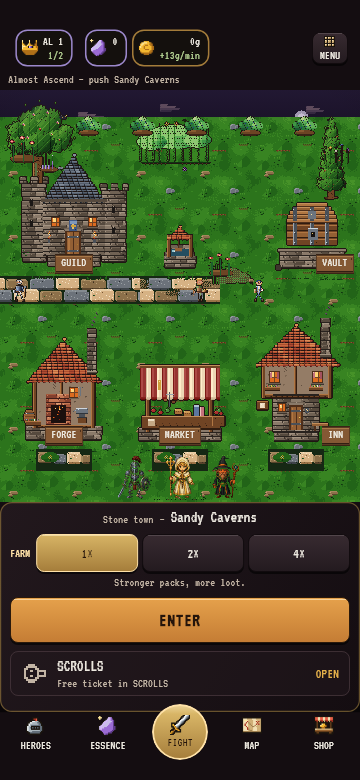 AL 1
1/2
0
0g
+13g/min
MENU
Almost Ascend - push Sandy Caverns
GUILD
VAULT
FORGE
MARKET
INN
Stone town - Sandy Caverns
FARM
1X
2X
4X
Stronger packs, more loot.
ENTER
SCROLLS
Free ticket in SCROLLS
OPEN
HEROES
ESSENCE
FIGHT
MAP
SHOP